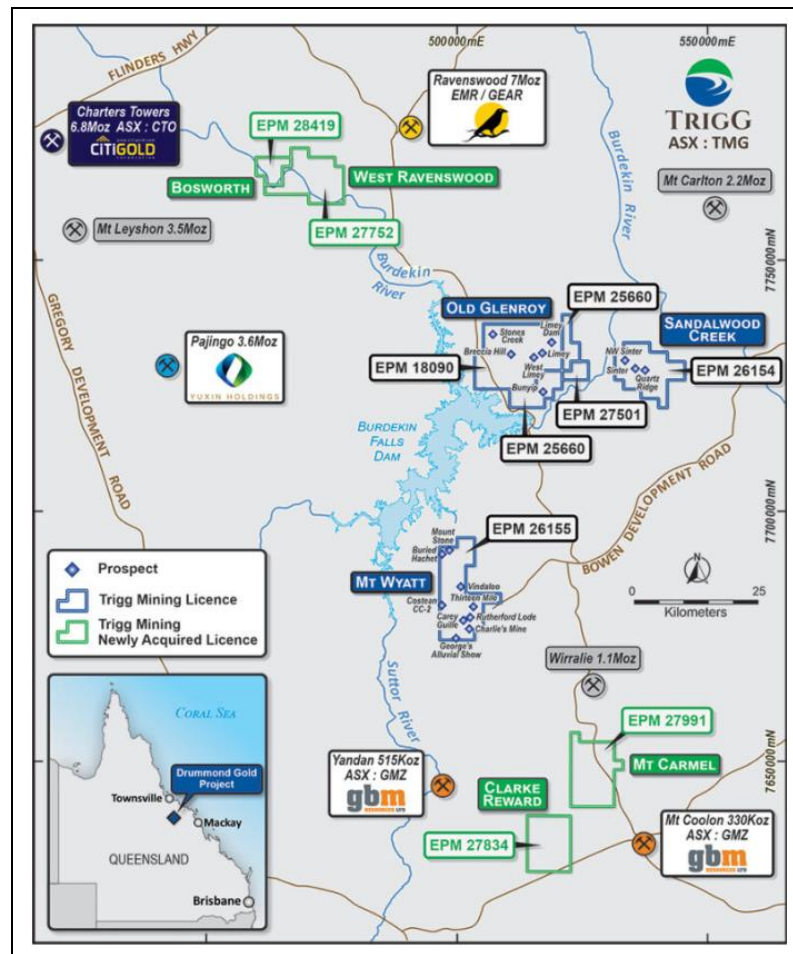 500000mE
550000mE
FLINDERS HWY
Ravenswood 7Moz
EMR / GEAR
TRIGG
ASX : TMG
Charters Towers
6.8Moz ASX : CTO
CITIGOLD
EPM 28419
BOSWORTH
WEST RAVENSWOOD
EPM 27752
Mt Leyshon 3.5Moz
Mt Carlton 2.2Moz
Burdekin
River
Burdekin River
7750000mN
GREGORY DEVELOPMENT
ROAD
Pajingo 3.6Moz
YUXIN HOLDINGS
OLD GLENROY
EPM 25660
SANDALWOOD
CREEK
Stones
Creek
Limey
Dam
Breccia Hill
Limey
West
Limey
Bunyip
NW Sinter
Sinter
Quartz
Ridge
EPM 18090
EPM 26154
EPM 27501
EPM 25660
BURDEKIN
FALLS
DAM
BOWEN DEVELOPMENT ROAD
7700000mN
EPM 26155
MT WYATT
Mount
Stone
Buried
Hachet
Vindaloo
Costean
CC-2
Thirteen Mile
Carey
Guille
Rutherford Lode
Charlie's Mine
George's
Alluvial Show
N
0
25
Kilometers
Prospect
Trigg Mining Licence
Trigg Mining
Newly Acquired Licence
Suttor River
Wirralie 1.1Moz
EPM 27991
MT CARMEL
7650000mN
Yandan 515Koz
ASX : GMZ
gbm
RESOURCES LTD
CLARKE
REWARD
EPM 27834
Mt Coolon 330Koz
ASX : GMZ
gbm
RESOURCES LTD
CORAL SEA
Drummond Gold
Project
Townsville
Mackay
QUEENSLAND
Brisbane